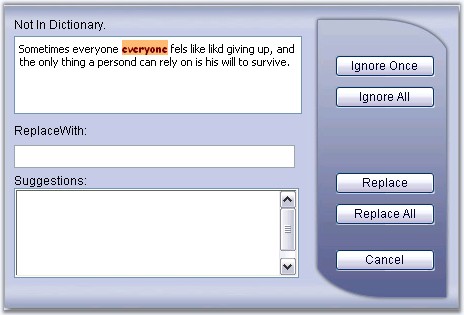 Not In Dictionary.
Sometimes everyone everyone fels like likd giving up, and
the only thing a persond can rely on is his will to survive.
Ignore Once
Ignore All
ReplaceWith:
Suggestions:
Replace
Replace All
Cancel